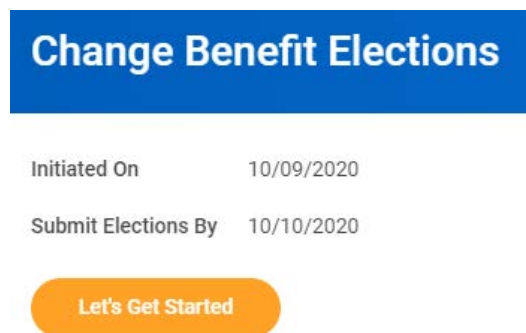 Change Benefit Elections
Initiated On 10/09/2020
Submit Elections By 10/10/2020
Let's Get Started